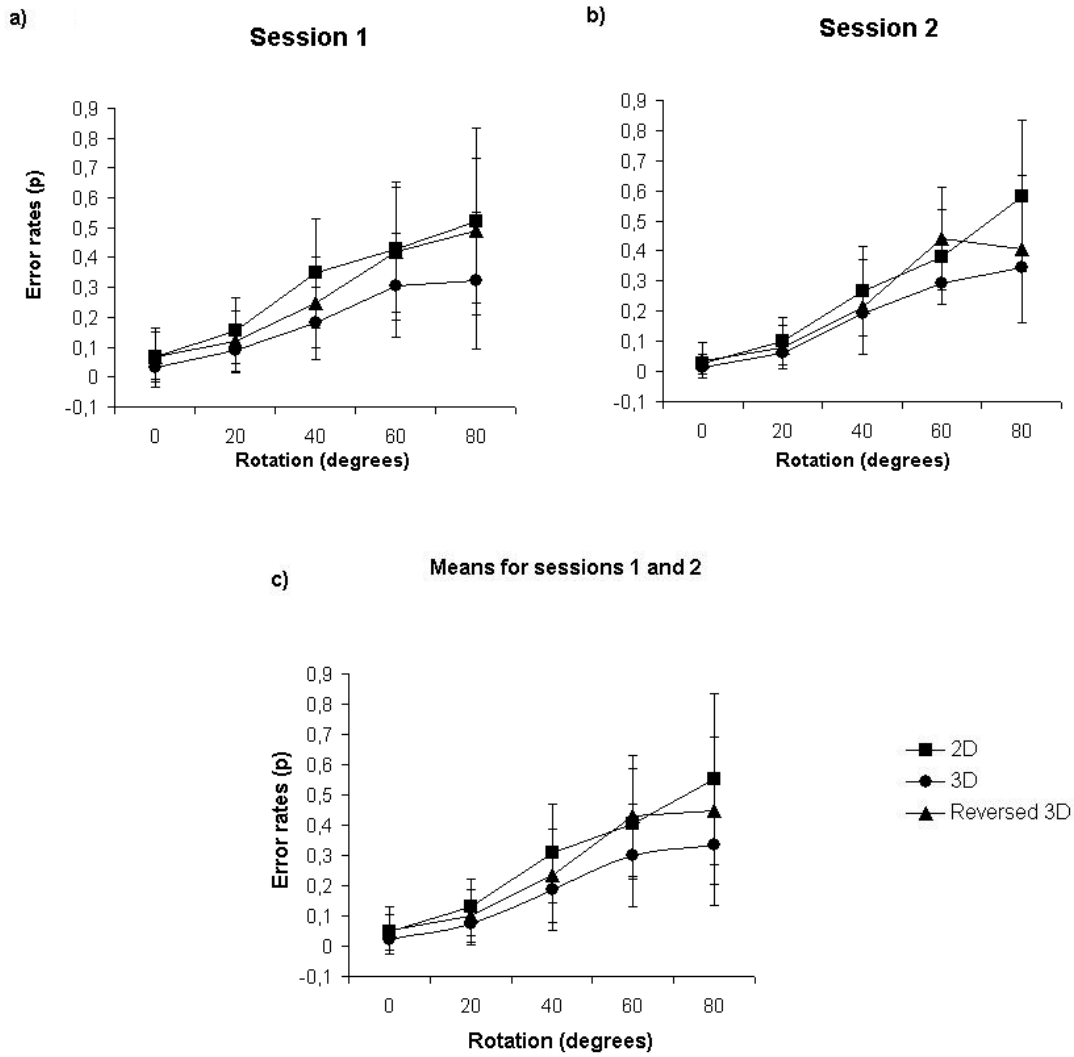 a)
Session 1
Error rates (p)
0,9
0,8
0,7
0,6
0,5
0,4
0,3
0,2
0,1
0
-0,1
0 20 40 60 80
Rotation (degrees)
b)
Session 2
Error rates (p)
0,9
0,8
0,7
0,6
0,5
0,4
0,3
0,2
0,1
0
-0,1
0 20 40 60 80
Rotation (degrees)
c)
Means for sessions 1 and 2
Error rates (p)
0,9
0,8
0,7
0,6
0,5
0,4
0,3
0,2
0,1
0
-0,1
0 20 40 60 80
Rotation (degrees)
2D
3D
Reversed 3D